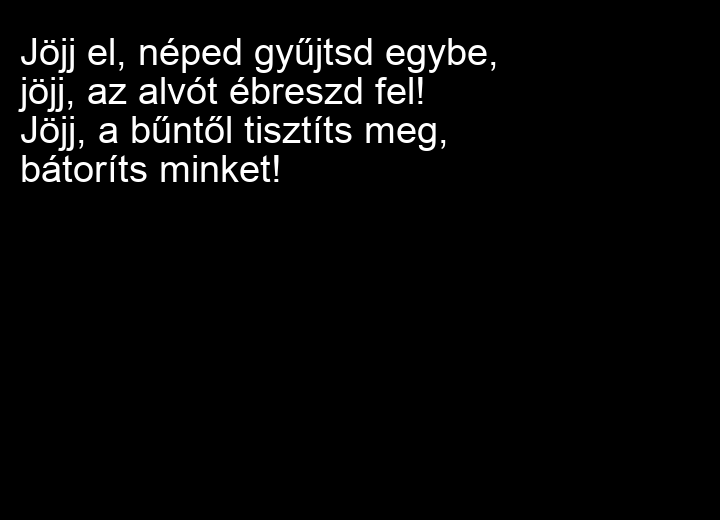 Jöjj el, néped gyűjtsd egybe,
jöjj, az alvót ébreszd fel!
Jöjj, a bűntől tisztíts meg,
bátoríts minket!